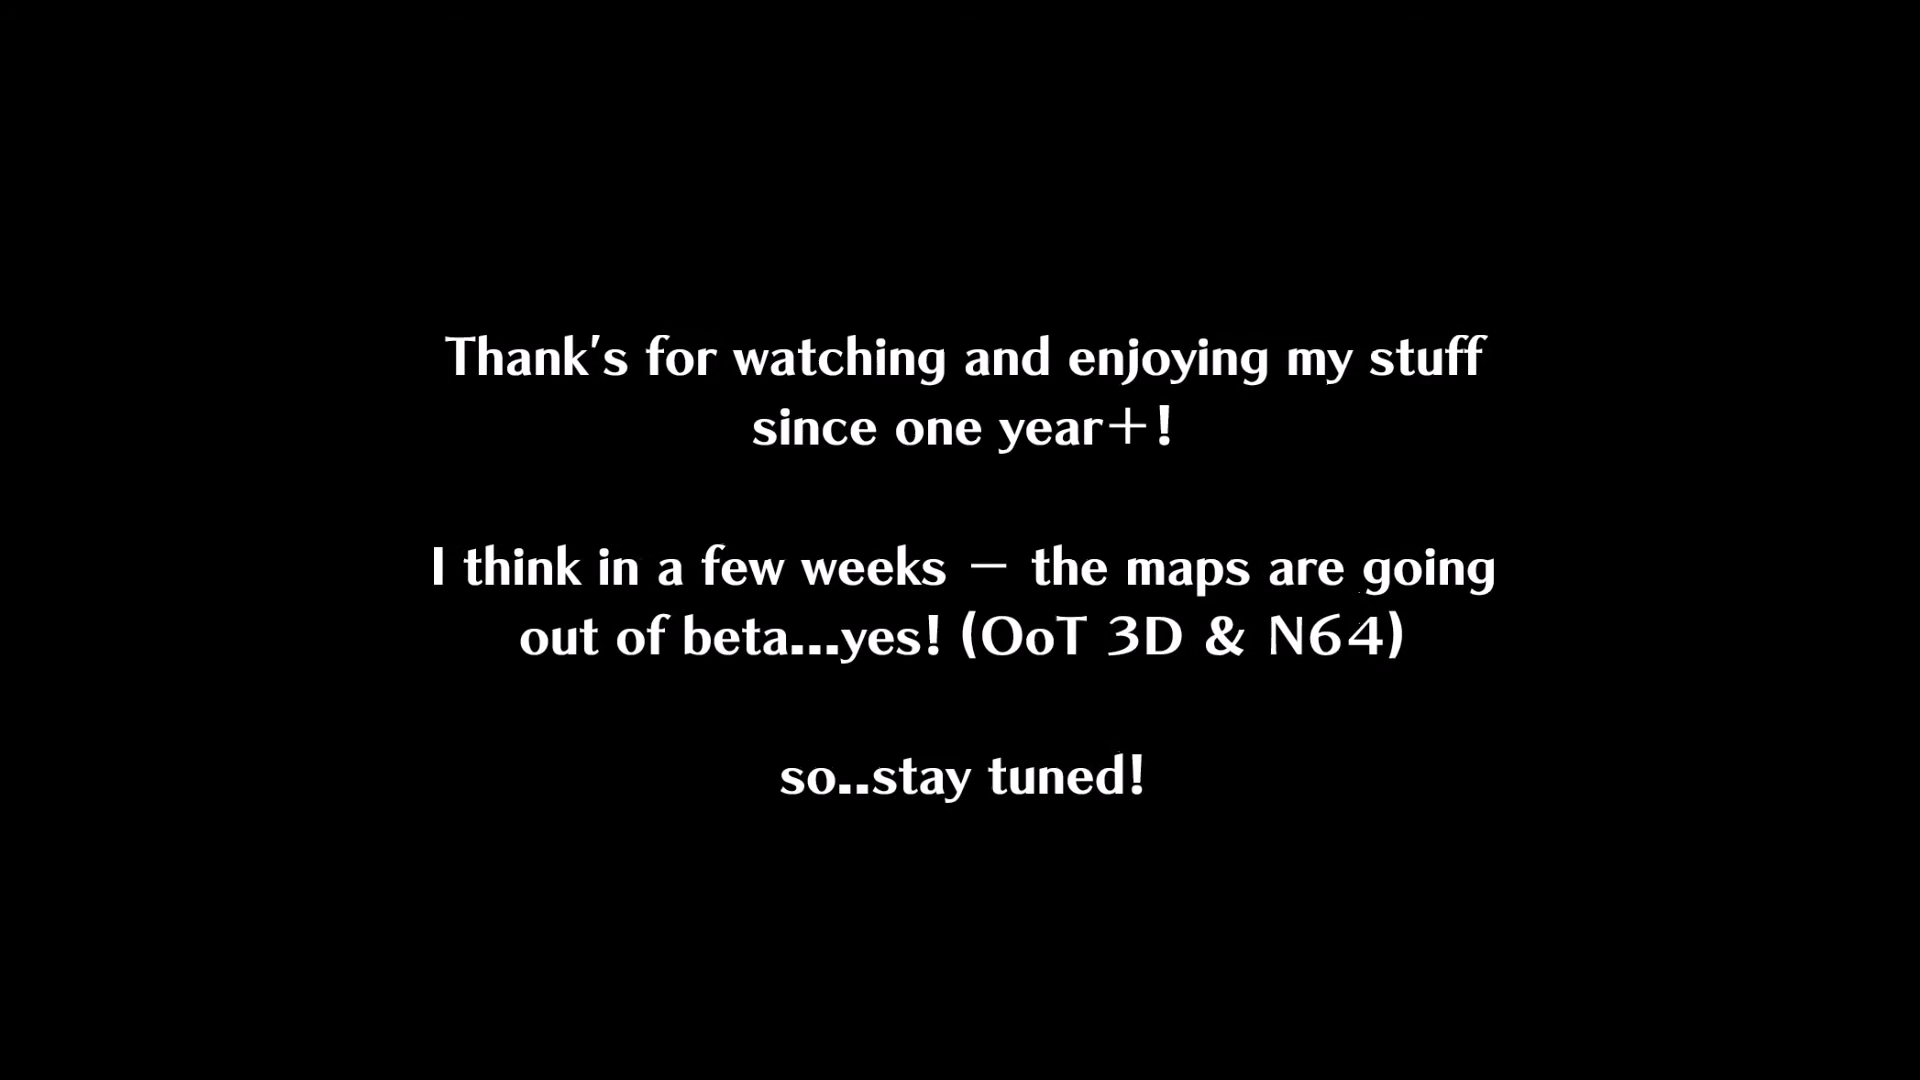 Thank's for watching and enjoying my stuff
since one year+!
I think in a few weeks - the maps are going
out of beta...yes! (OoT 3D & N64)
so..stay tuned!